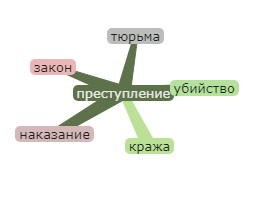 тюрьма
закон
преступление
убийство
наказание
кража